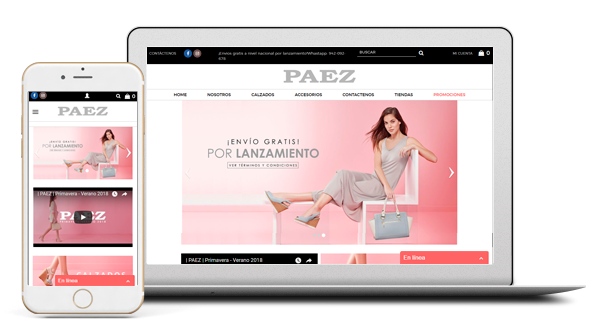 CONTÁCTENOS
¡Envíos gratis a nivel nacional por lanzamiento!Whatsapp: 942-092-
676
BUSCAR
MI CUENTA
0
PAEZ
HOME NOSOTROS CALZADOS ACCESORIOS CONTACTENOS TIENDAS PROMOCIONES
¡ENVÍO GRATIS!
POR LANZAMIENTO
VER TÉRMINOS Y CONDICIONES
| PAEZ | Primavera - Verano 2018
En línea
0
PAEZ
¡ENVÍO GRATIS!
POR LANZAMIENTO
| PAEZ | Primavera - Verano 2018
PAEZ
CALZADOS
En línea